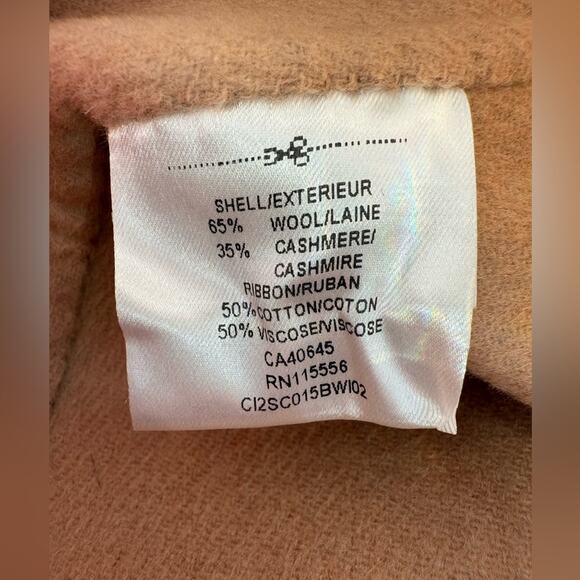 SHELL/EXTERIEUR
65% WOOL/LAINE
35% CASHMERE/
CASHMIRE
RIBBON/RUBAN
50% COTTON/COTON
50% VISCOSE/VISCOSE
CA40645
RN115556
CI2SC015BWI02